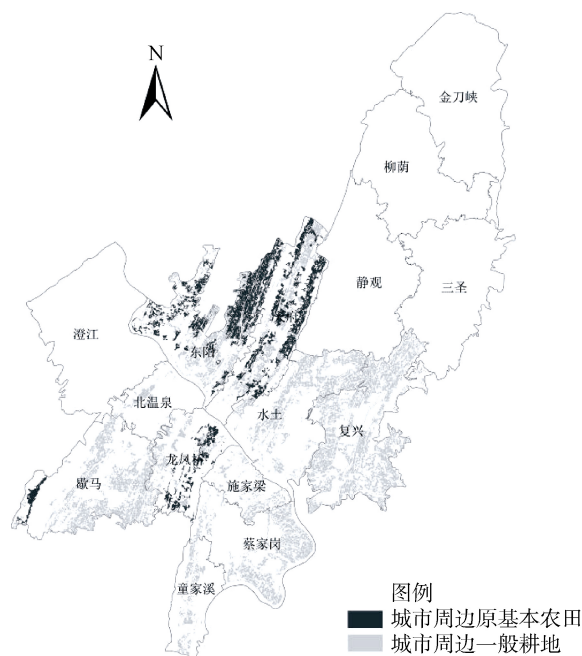 N
金刀峡
柳荫
静观
三圣
澄江
东阳
北温泉
水土
复兴
龙凤桥
歇马
施家梁
蔡家岗
童家溪
图例
城市周边原基本农田
城市周边一般耕地